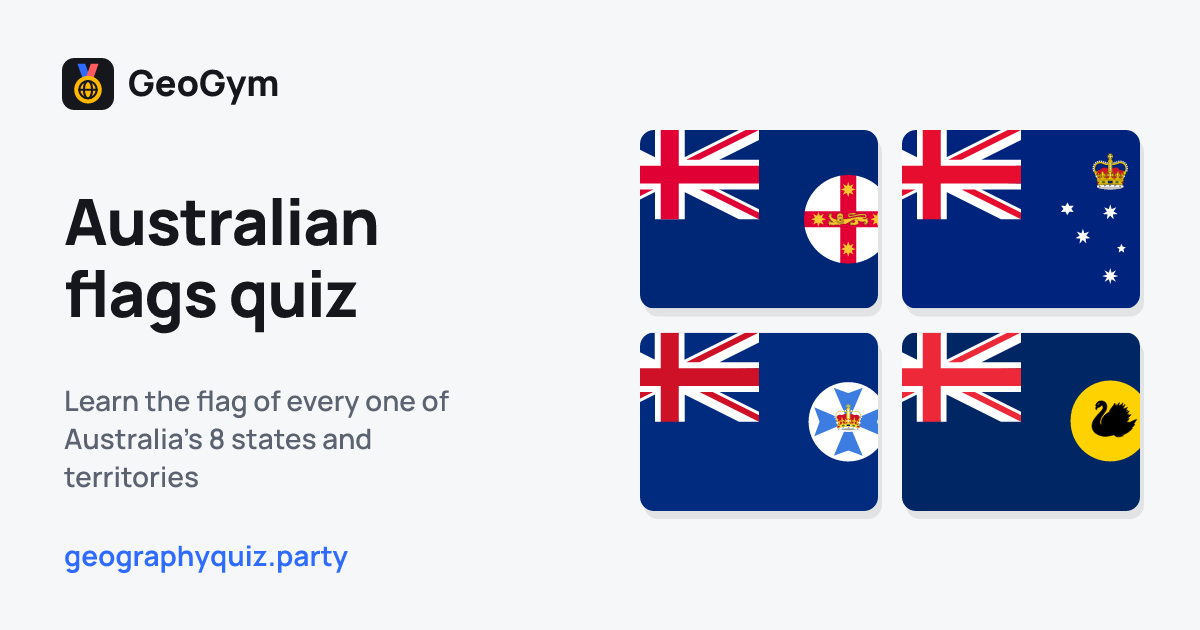 GeoGym
Australian
flags quiz
Learn the flag of every one of
Australia's 8 states and
territories
geographyquiz.party